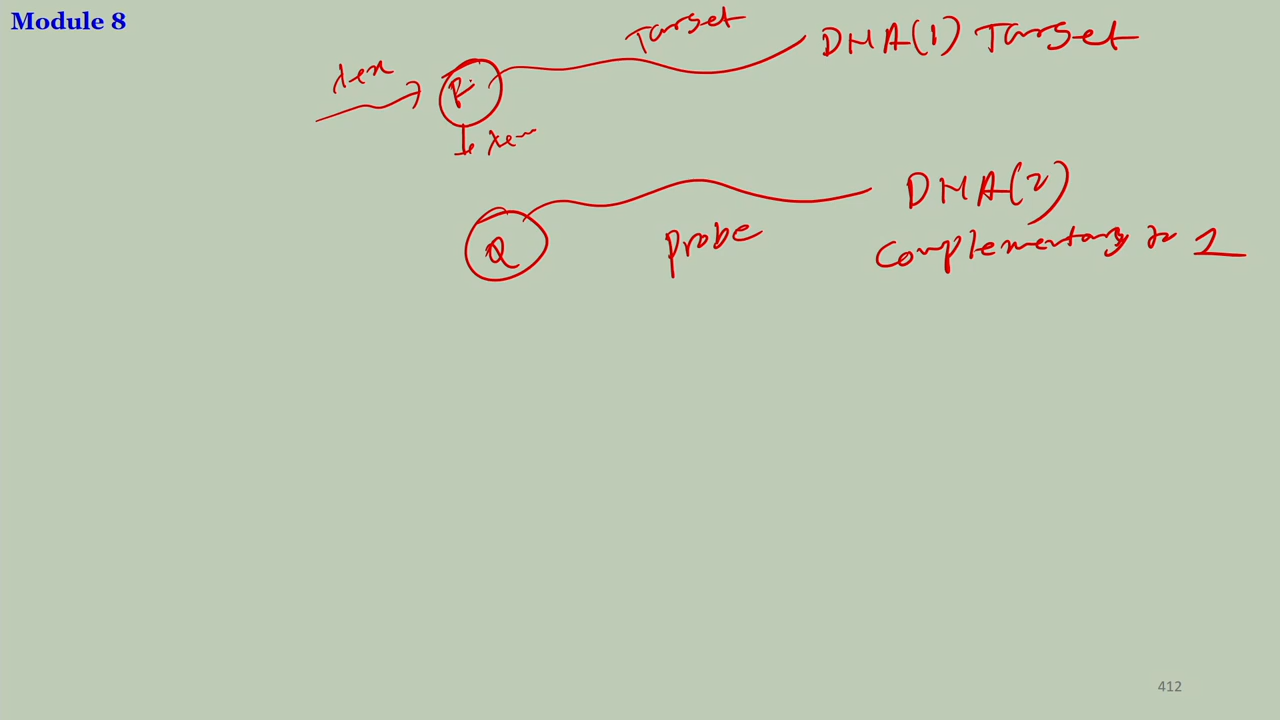 Module 8
Target
DNA(1) Target
λex
F
λem
DNA(2)
Probe
Complementary to 1
Q
412